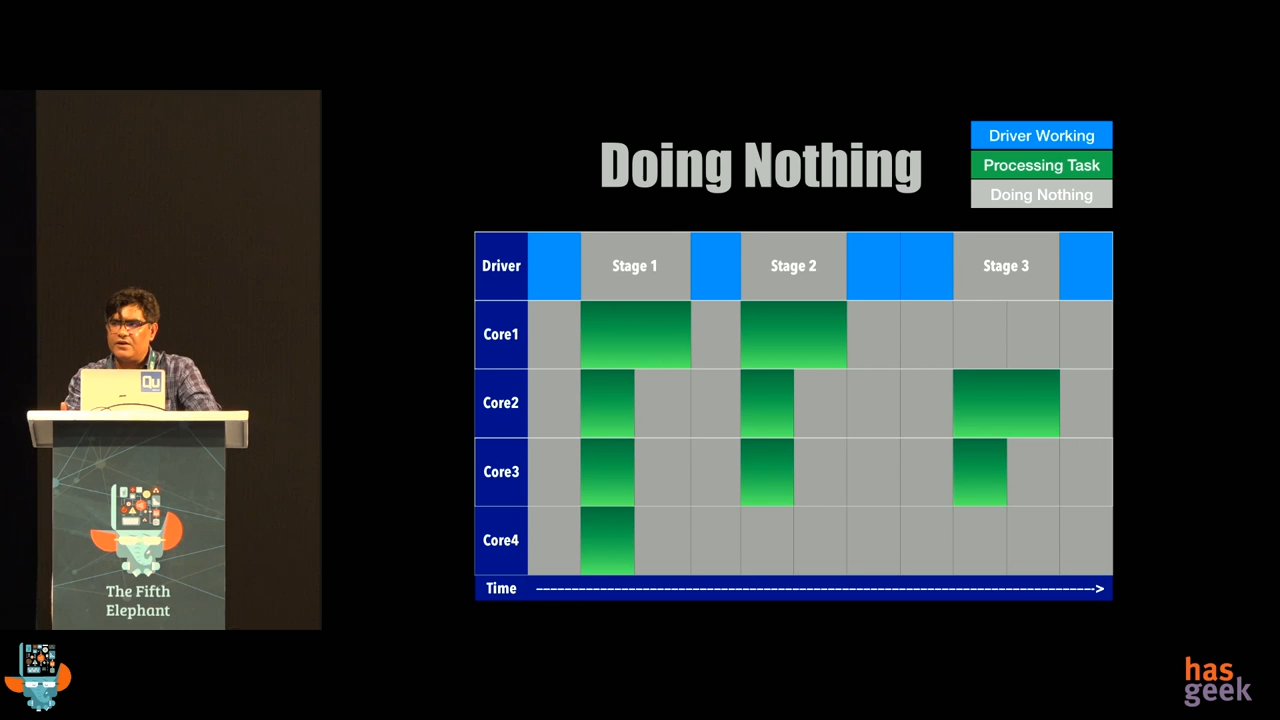 Doing Nothing
Driver Working
Processing Task
Doing Nothing
Driver
Stage 1
Stage 2
Stage 3
Core1
Core2
Core3
Core4
Time
Qu
The Fifth
Elephant
has
geek